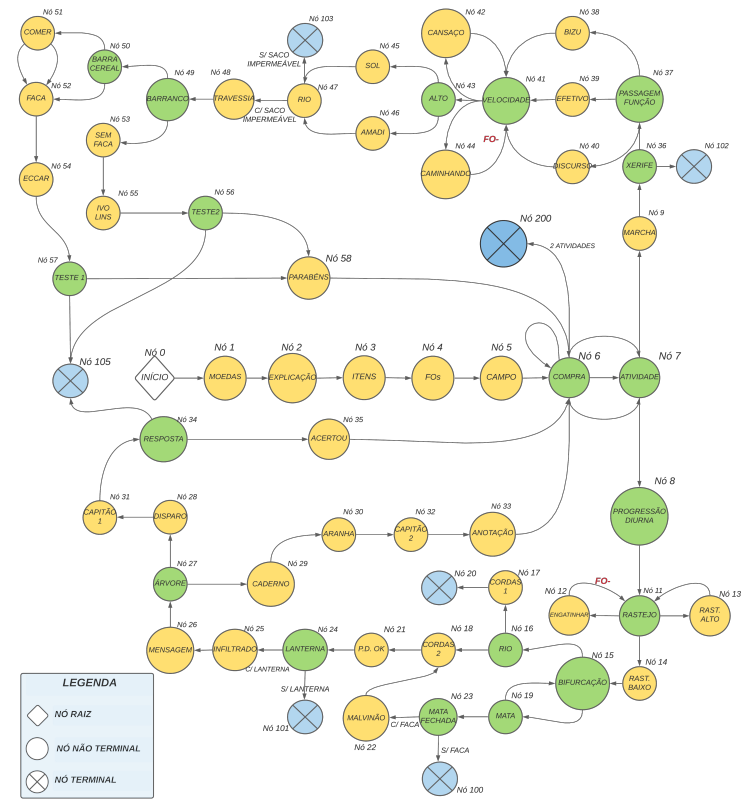 Nó 51
COMER
Nó 50
BARRA
CEREAL
Nó 52
FACA
Nó 49
BARRANCO
Nó 48
TRAVESSIA
Nó 103
S/ SACO
IMPERMEÁVEL
Nó 47
RIO
C/ SACO
IMPERMEÁVEL
Nó 45
SOL
Nó 46
AMADI
Nó 42
CANSAÇO
Nó 43
ALTO
Nó 41
VELOCIDADE
FO-
Nó 44
CAMINHANDO
Nó 38
BIZU
Nó 39
EFETIVO
Nó 40
DISCURSO
Nó 37
PASSAGEM
FUNÇÃO
Nó 36
XERIFE
Nó 102
Nó 9
MARCHA
Nó 53
SEM
FACA
Nó 54
ECCAR
Nó 55
IVO
LINS
Nó 56
TESTE2
Nó 57
TESTE 1
Nó 58
PARABÉNS
Nó 200
2 ATIVIDADES
Nó 105
Nó 0
INÍCIO
Nó 1
MOEDAS
Nó 2
EXPLICAÇÃO
Nó 3
ITENS
Nó 4
FOs
Nó 5
CAMPO
Nó 6
COMPRA
Nó 7
ATIVIDADE
Nó 34
RESPOSTA
Nó 35
ACERTOU
Nó 8
PROGRESSÃO
DIURNA
Nó 31
CAPITÃO
1
Nó 28
DISPARO
Nó 30
ARANHA
Nó 32
CAPITÃO
2
Nó 33
ANOTAÇÃO
Nó 27
ÁRVORE
Nó 29
CADERNO
Nó 20
Nó 17
CORDAS
1
Nó 12
ENGATINHAR
FO-
Nó 11
RASTEJO
Nó 13
RAST.
ALTO
Nó 26
MENSAGEM
Nó 25
INFILTRADO
C/ LANTERNA
Nó 24
LANTERNA
Nó 21
P.D. OK
Nó 18
CORDAS
2
Nó 16
RIO
Nó 15
BIFURCAÇÃO
Nó 14
RAST.
BAIXO
S/ LANTERNA
Nó 101
MALVINÃO
Nó 22
C/ FACA
Nó 23
MATA
FECHADA
Nó 19
MATA
S/ FACA
Nó 100
LEGENDA
NÓ RAIZ
NÓ NÃO TERMINAL
NÓ TERMINAL